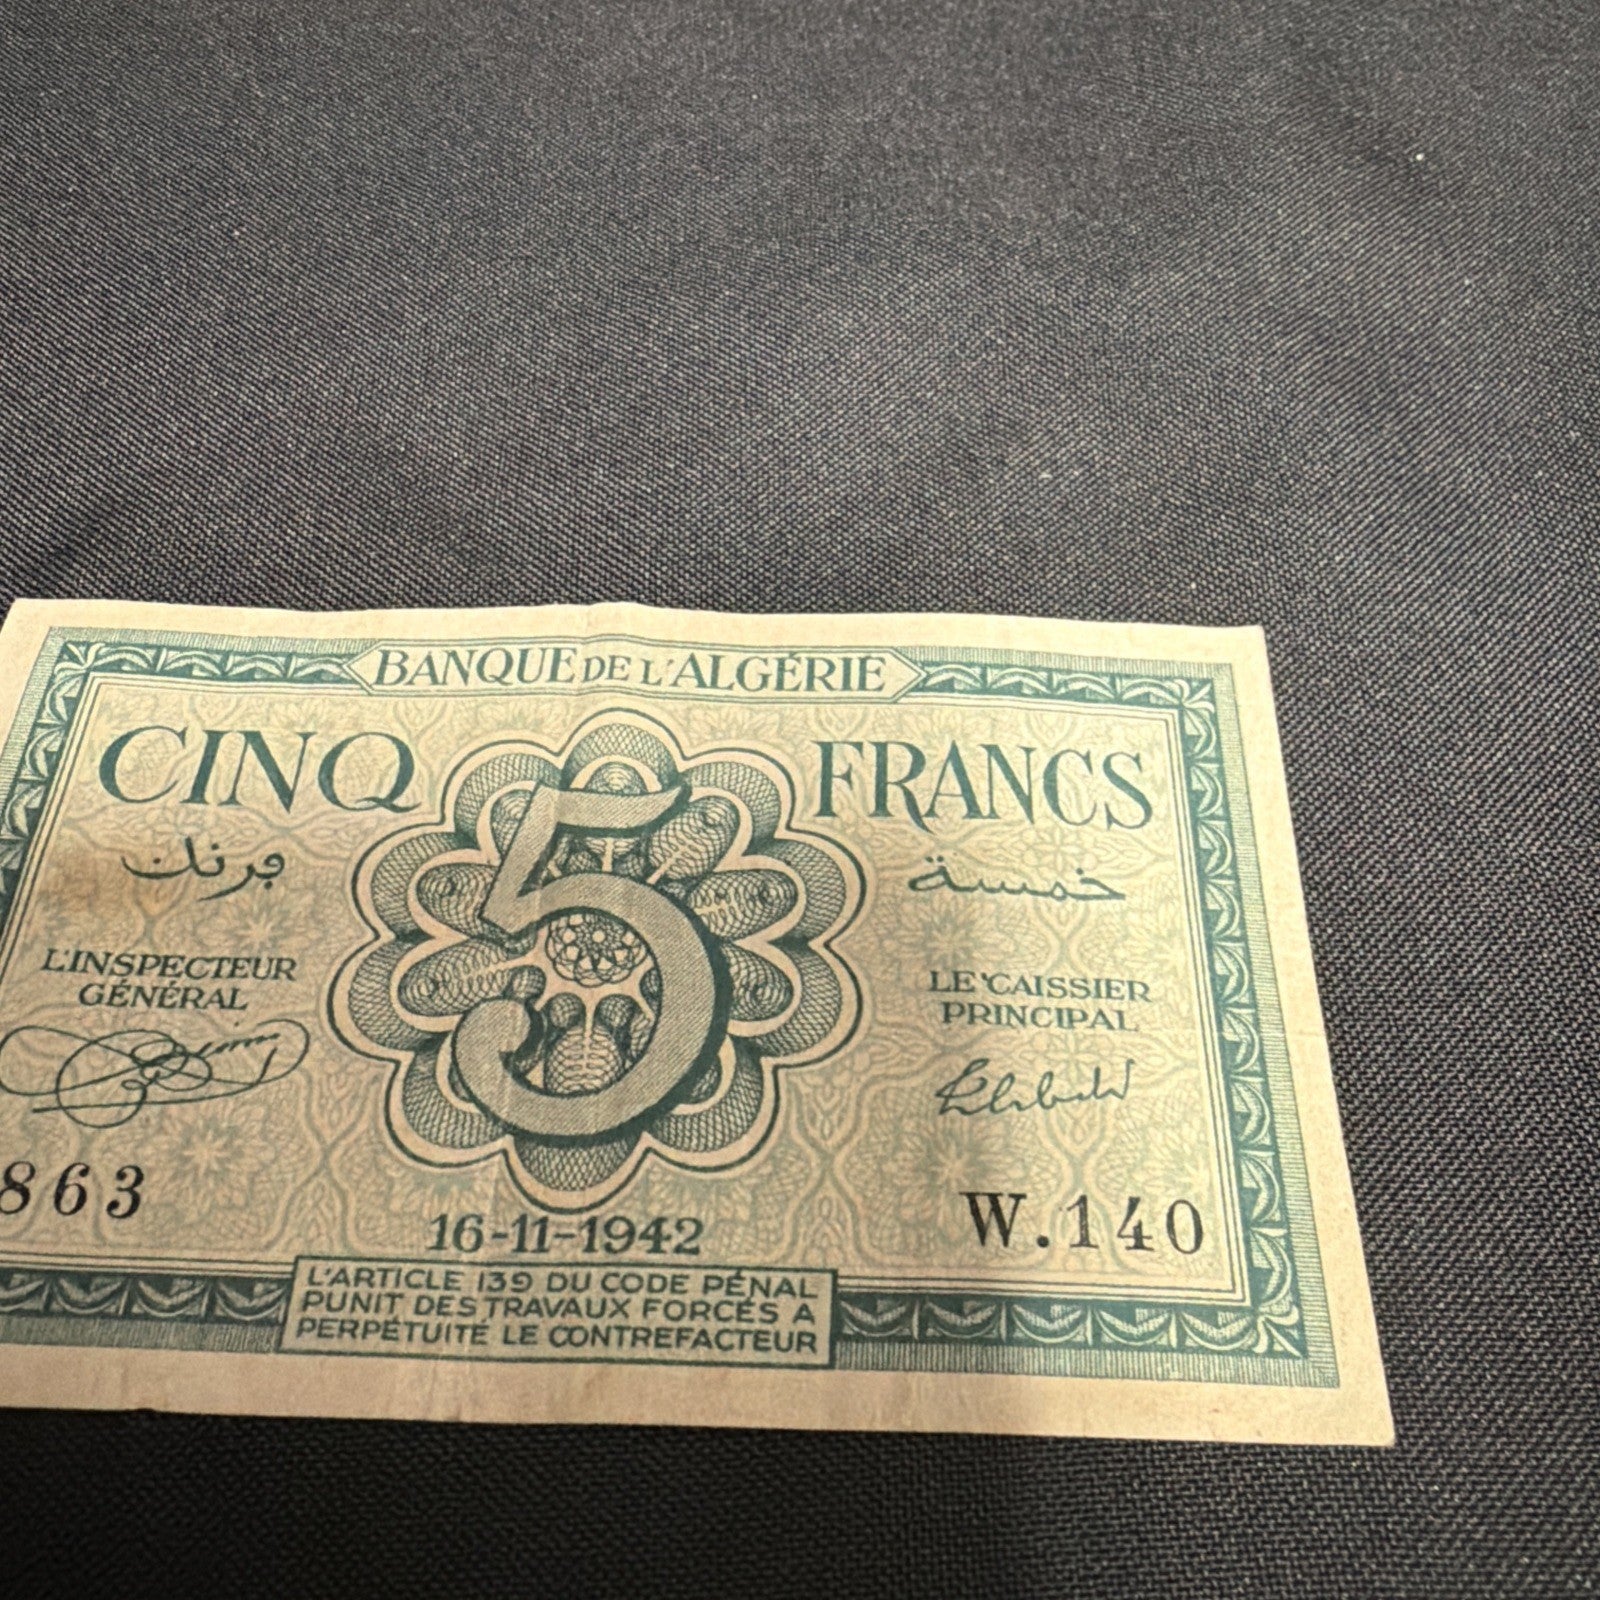 BANQUE DE L'ALGÉRIE
CINQ FRANCS
فرنك خمسة
L'INSPECTEUR
GÉNÉRAL
LE CAISSIER
PRINCIPAL
5
863
W.140
16-11-1942
L'ARTICLE 139 DU CODE PÉNAL
PUNIT DES TRAVAUX FORCÉS A
PERPÉTUITÉ LE CONTREFACTEUR